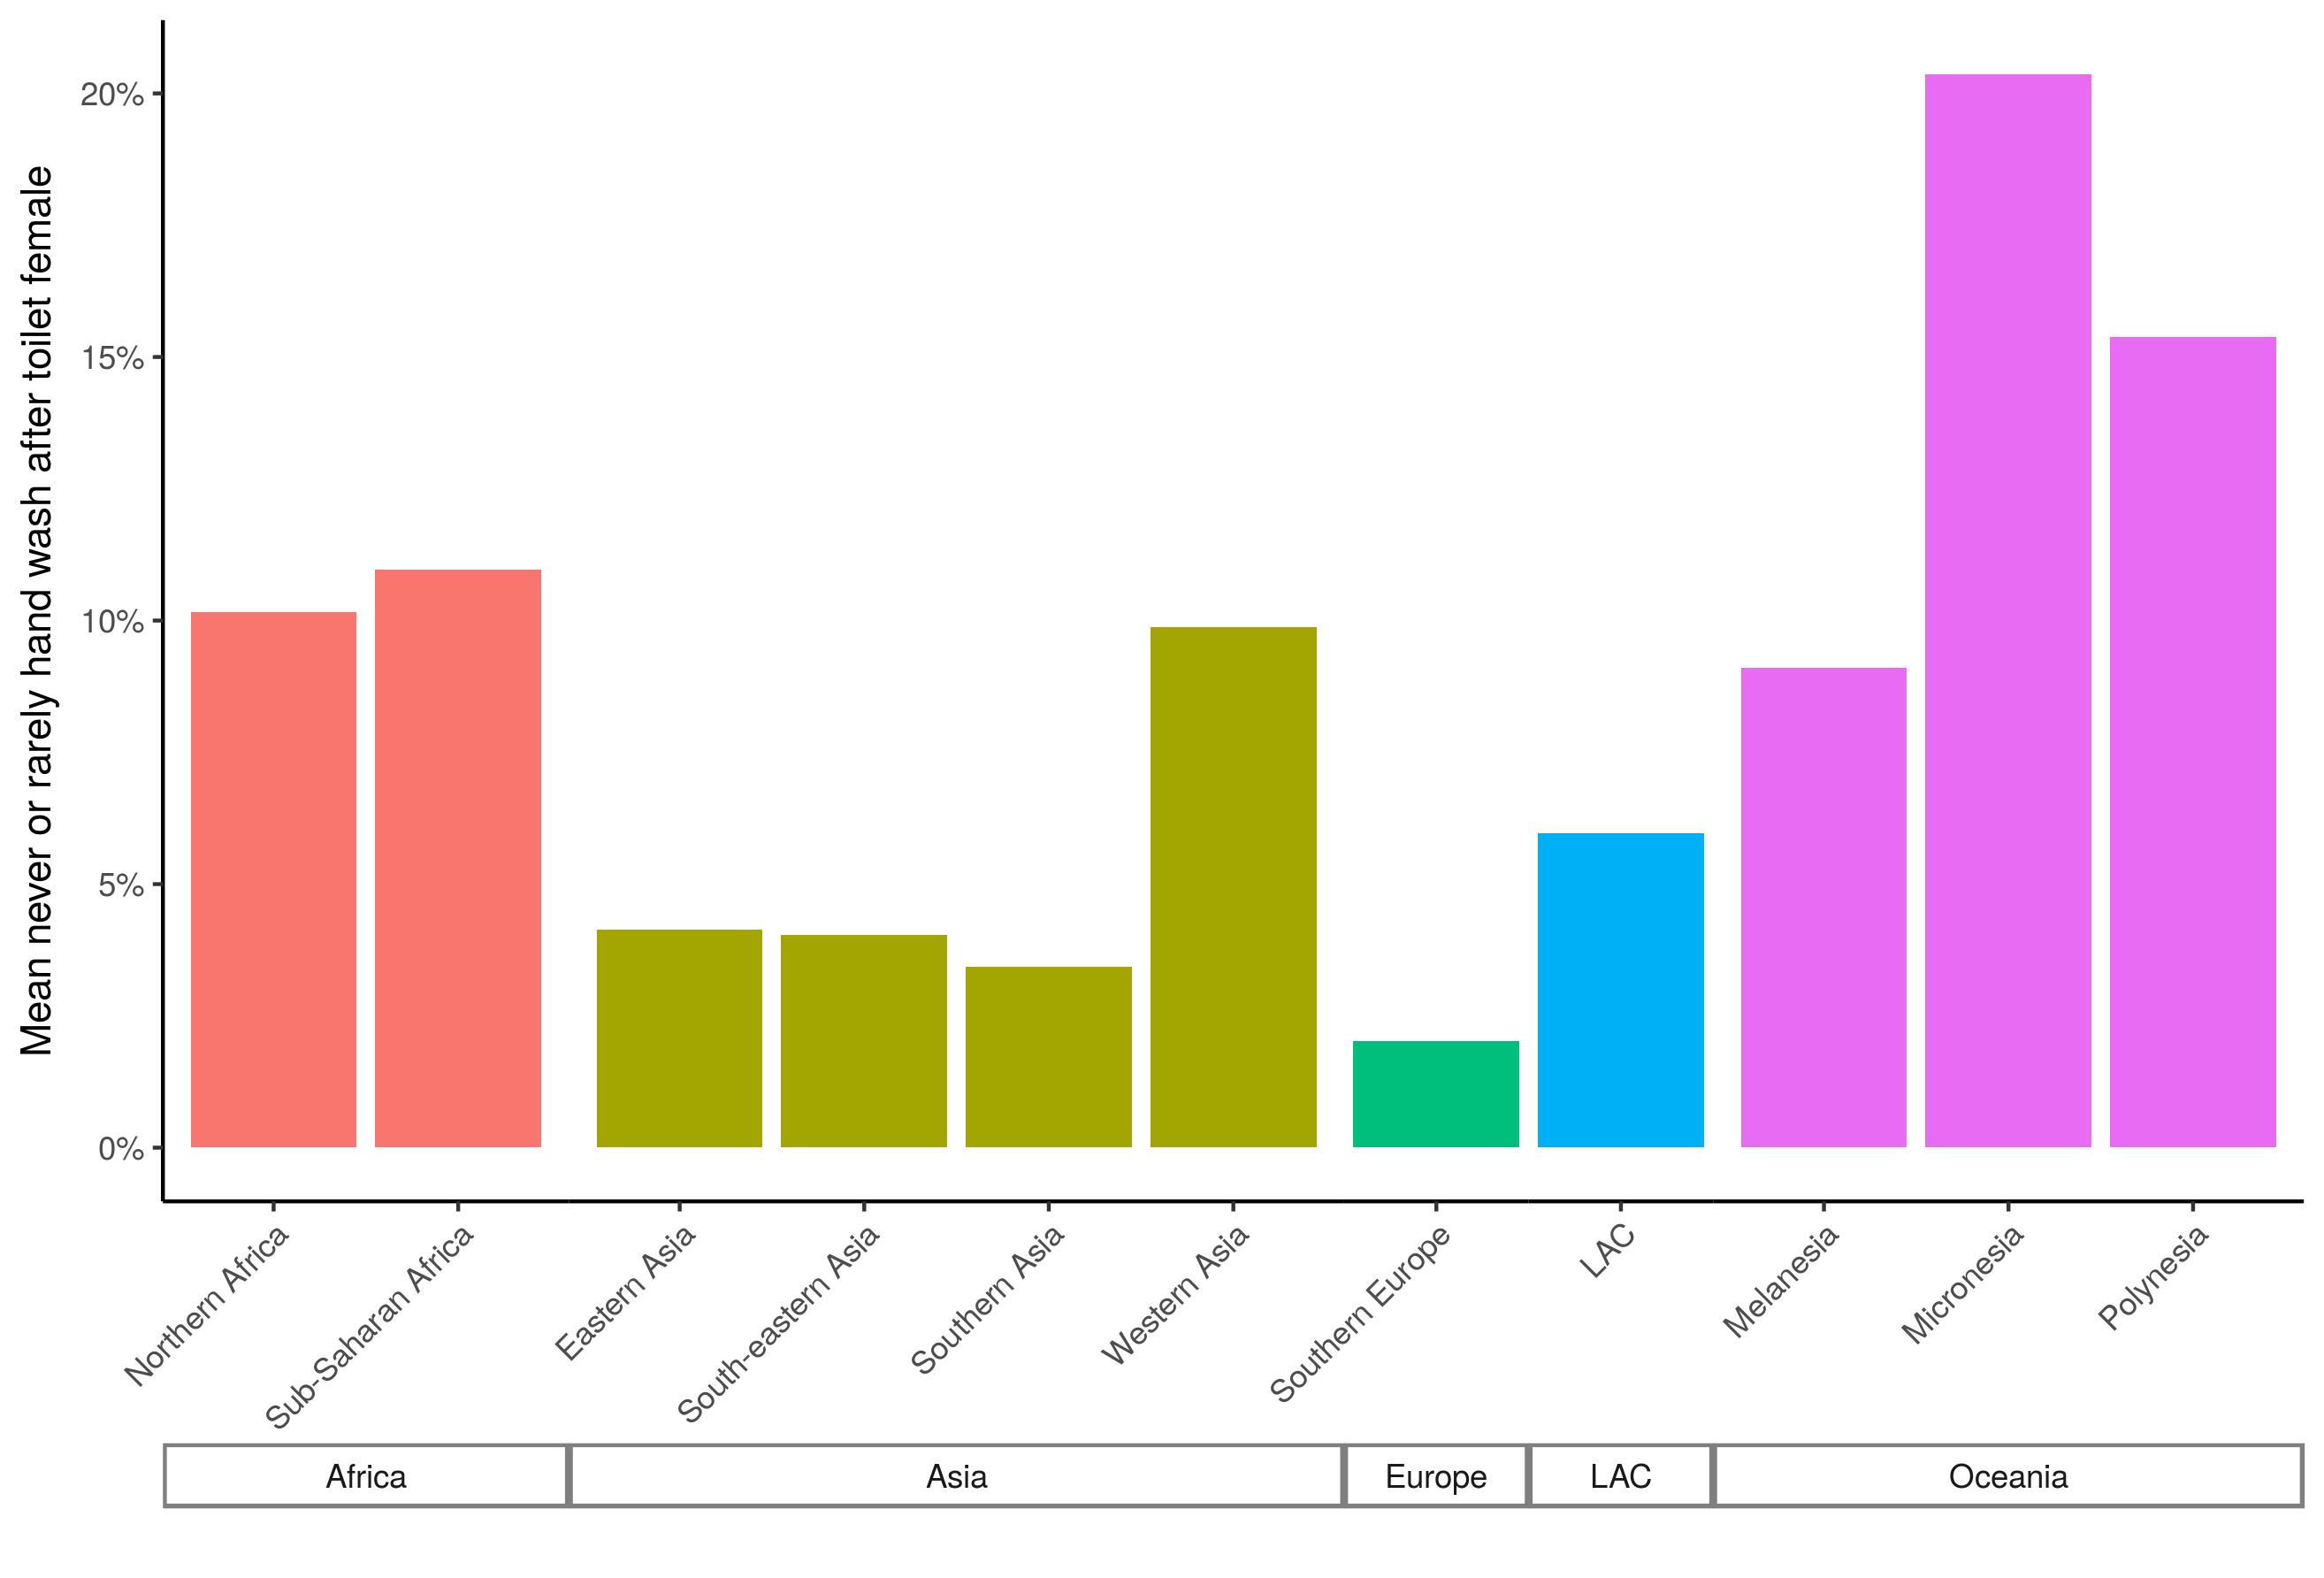 Mean never or rarely hand wash after toilet female
20%
15%
10%
5%
0%
Northern Africa
Sub-Saharan Africa
Eastern Asia
South-eastern Asia
Southern Asia
Western Asia
Southern Europe
LAC
Melanesia
Micronesia
Polynesia
Africa
Asia
Europe
LAC
Oceania